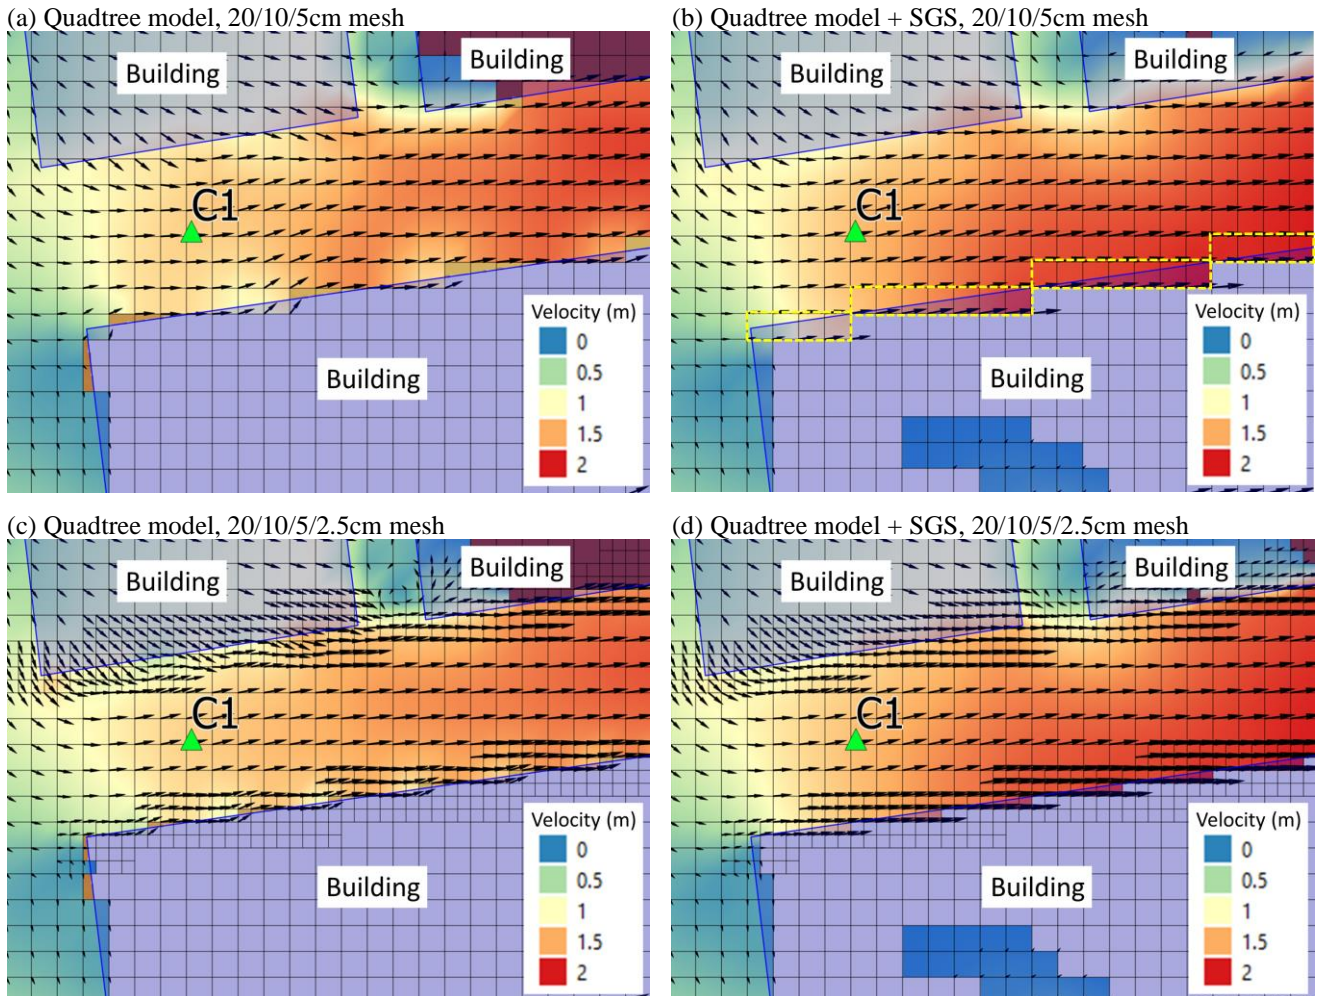 (a) Quadtree model, 20/10/5cm mesh
Building
Building
C1
Building
Velocity (m)
0
0.5
1
1.5
2
(b) Quadtree model + SGS, 20/10/5cm mesh
Building
Building
C1
Building
Velocity (m)
0
0.5
1
1.5
2
(c) Quadtree model, 20/10/5/2.5cm mesh
Building
Building
C1
Building
Velocity (m)
0
0.5
1
1.5
2
(d) Quadtree model + SGS, 20/10/5/2.5cm mesh
Building
Building
C1
Building
Velocity (m)
0
0.5
1
1.5
2